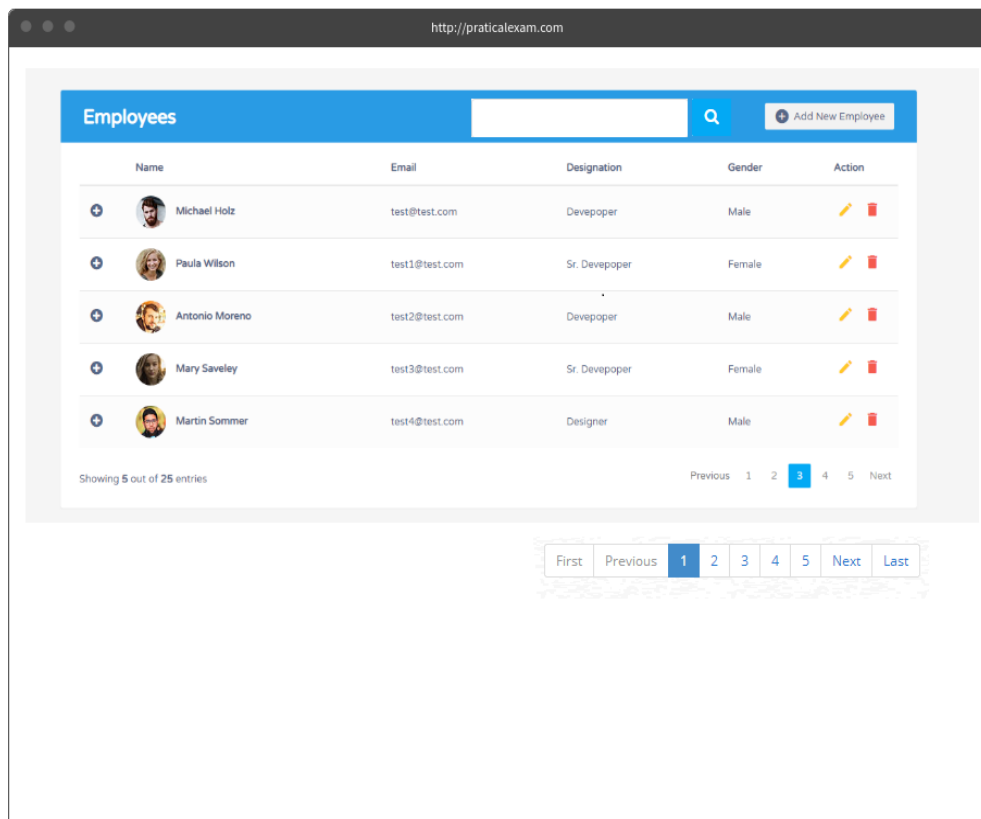 http://praticalexam.com
Employees
Add New Employee
Name Email Designation Gender Action
Michael Holz test@test.com Devepoper Male
Paula Wilson test1@test.com Sr. Devepoper Female
Antonio Moreno test2@test.com Devepoper Male
Mary Saveley test3@test.com Sr. Devepoper Female
Martin Sommer test4@test.com Designer Male
Showing 5 out of 25 entries Previous 1 2 3 4 5 Next
First Previous 1 2 3 4 5 Next Last